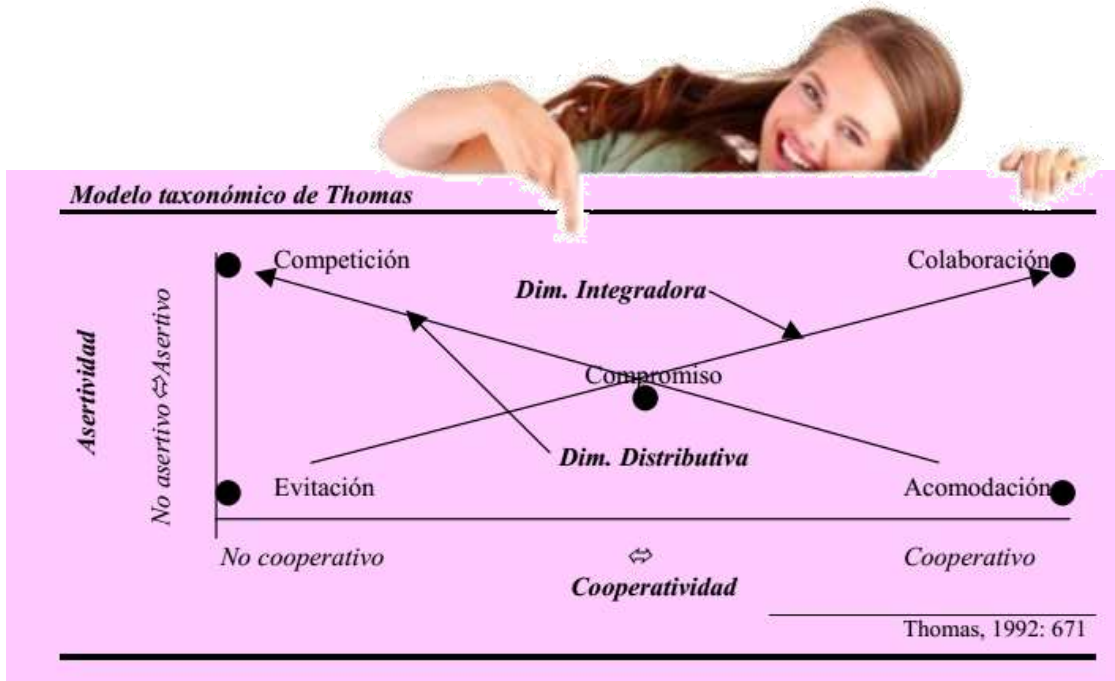 Modelo taxonómico de Thomas
Competición
Colaboración
Dim. Integradora
Asertividad
No asertivo⬄Asertivo
Compromiso
Dim. Distributiva
Evitación
Acomodación
No cooperativo
⬄
Cooperativo
Cooperatividad
Thomas, 1992: 671